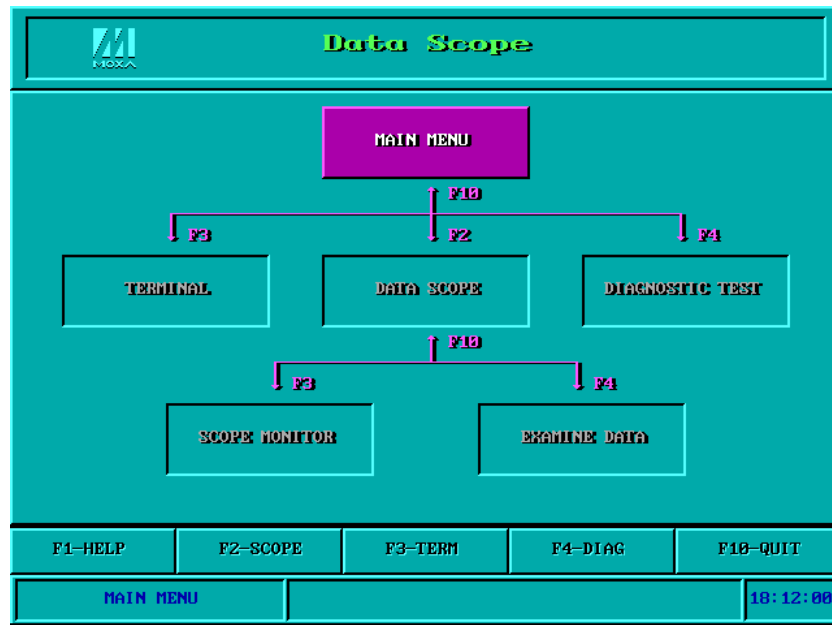 MOXA
Data Scope
MAIN MENU
F10
F3 F2 F4
TERMINAL DATA SCOPE DIAGNOSTIC TEST
F10
F3 F4
SCOPE MONITOR EXAMINE DATA
F1-HELP F2-SCOPE F3-TERM F4-DIAG F10-QUIT
MAIN MENU 18:12:00